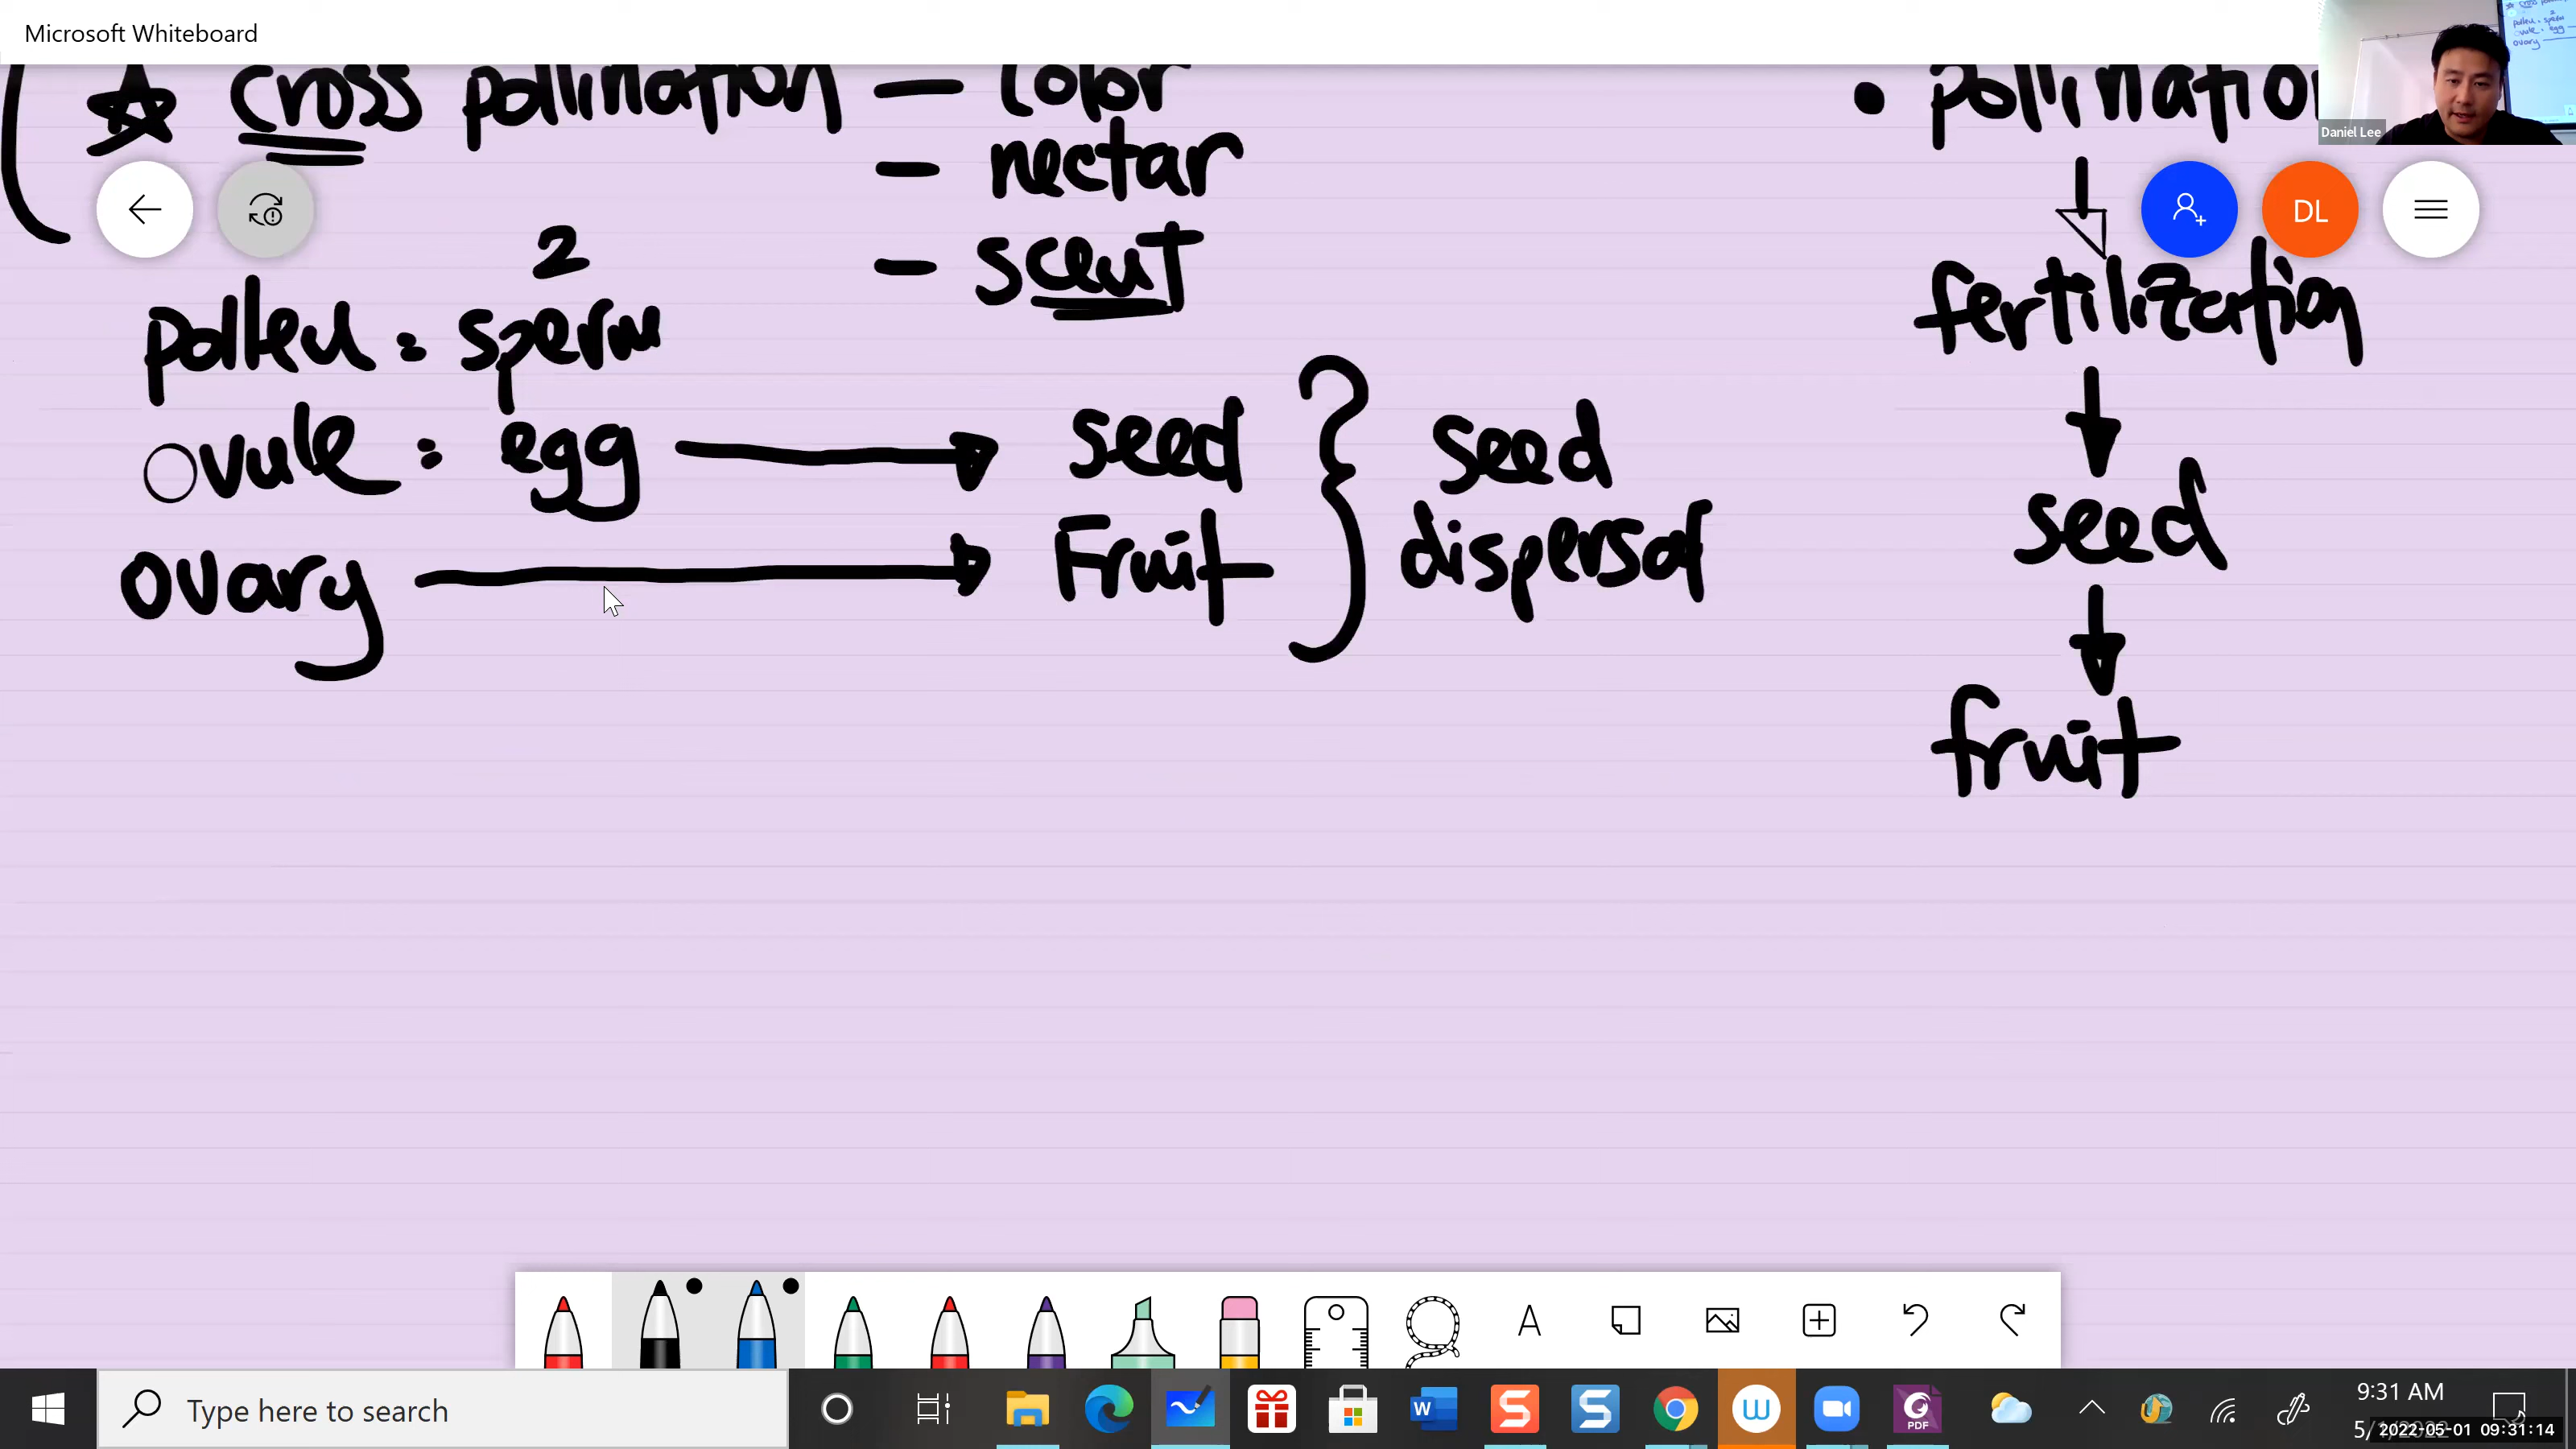 Microsoft Whiteboard
Daniel Lee
cross pollination — color
— nectar
— scent
• pollination
DL
2
pollen = sperm
ovule = egg → seed
ovary → Fruit
seed
dispersal
fertilization
seed
fruit
A
Type here to search
PDF
9:31 AM
2022-05-01 09:31:14